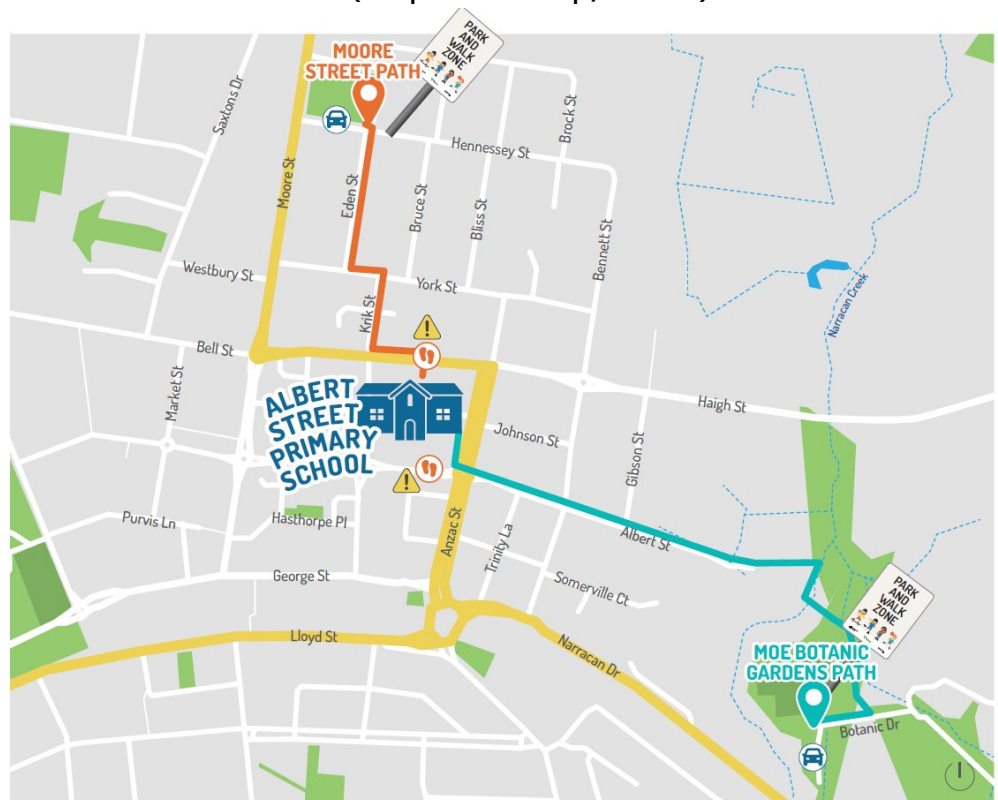 MOORE
STREET PATH
PARK
AND
WALK
ZONE
Saxtons Dr
Moore St
Brock St
Hennessey St
Eden St
Bruce St
Bliss St
Bennett St
Westbury St
York St
Krik St
Narracan Creek
Bell St
Market St
ALBERT
STREET
PRIMARY
SCHOOL
Haigh St
Johnson St
Gibson St
Purvis Ln
Hasthorpe Pl
Anzac St
Trinity La
Albert St
George St
Somerville Ct
Lloyd St
Narracan Dr
PARK
AND
WALK
ZONE
MOE BOTANIC
GARDENS PATH
Botanic Dr